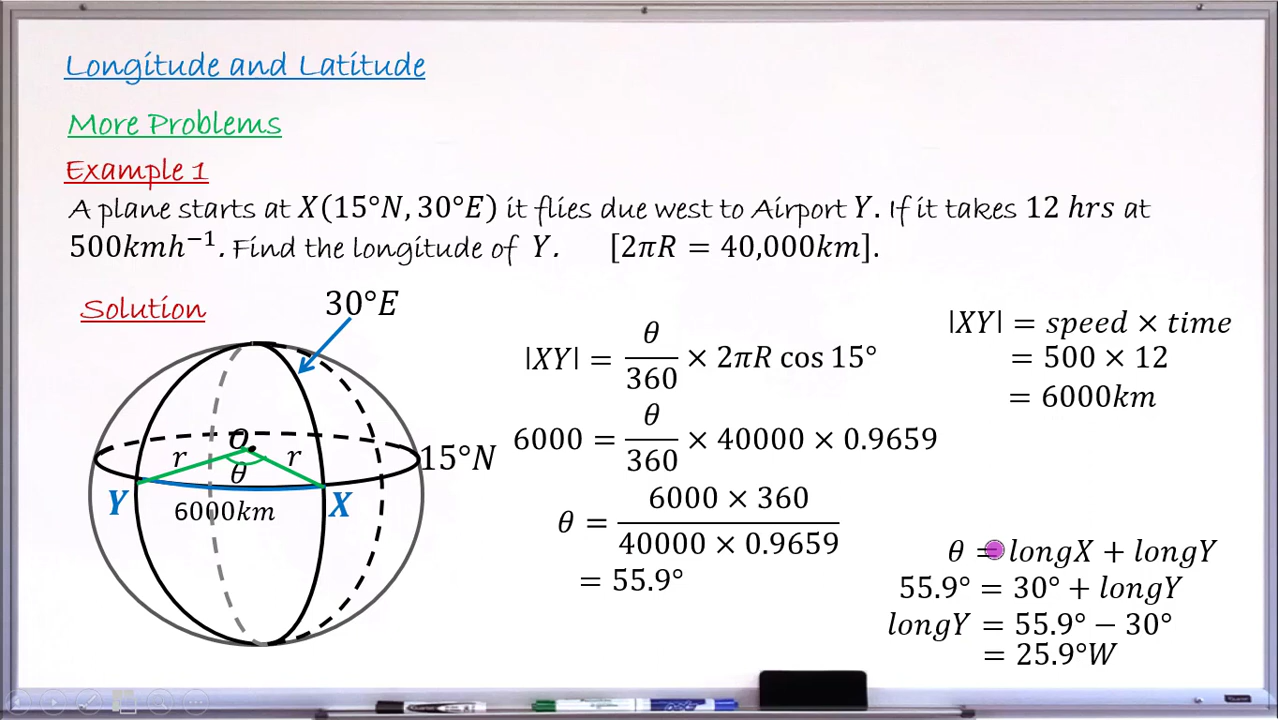 Longitude and Latitude
More Problems
Example 1
A plane starts at X(15°N, 30°E) it flies due west to Airport Y. If it takes 12 hrs at
500kmh⁻¹. Find the longitude of Y. [2πR = 40,000km].
Solution
30°E
O
r
r
θ
15°N
Y
X
6000km
|XY| = θ/360 × 2πR cos 15°
6000 = θ/360 × 40000 × 0.9659
θ = (6000 × 360)/(40000 × 0.9659)
= 55.9°
|XY| = speed × time
= 500 × 12
= 6000km
θ = longX + longY
55.9° = 30° + longY
longY = 55.9° − 30°
= 25.9°W